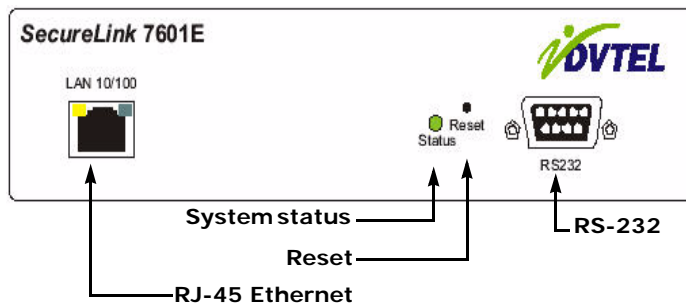 SecureLink 7601E
DVTEL
LAN 10/100
Reset
Status
RS232
System status
RS-232
Reset
RJ-45 Ethernet